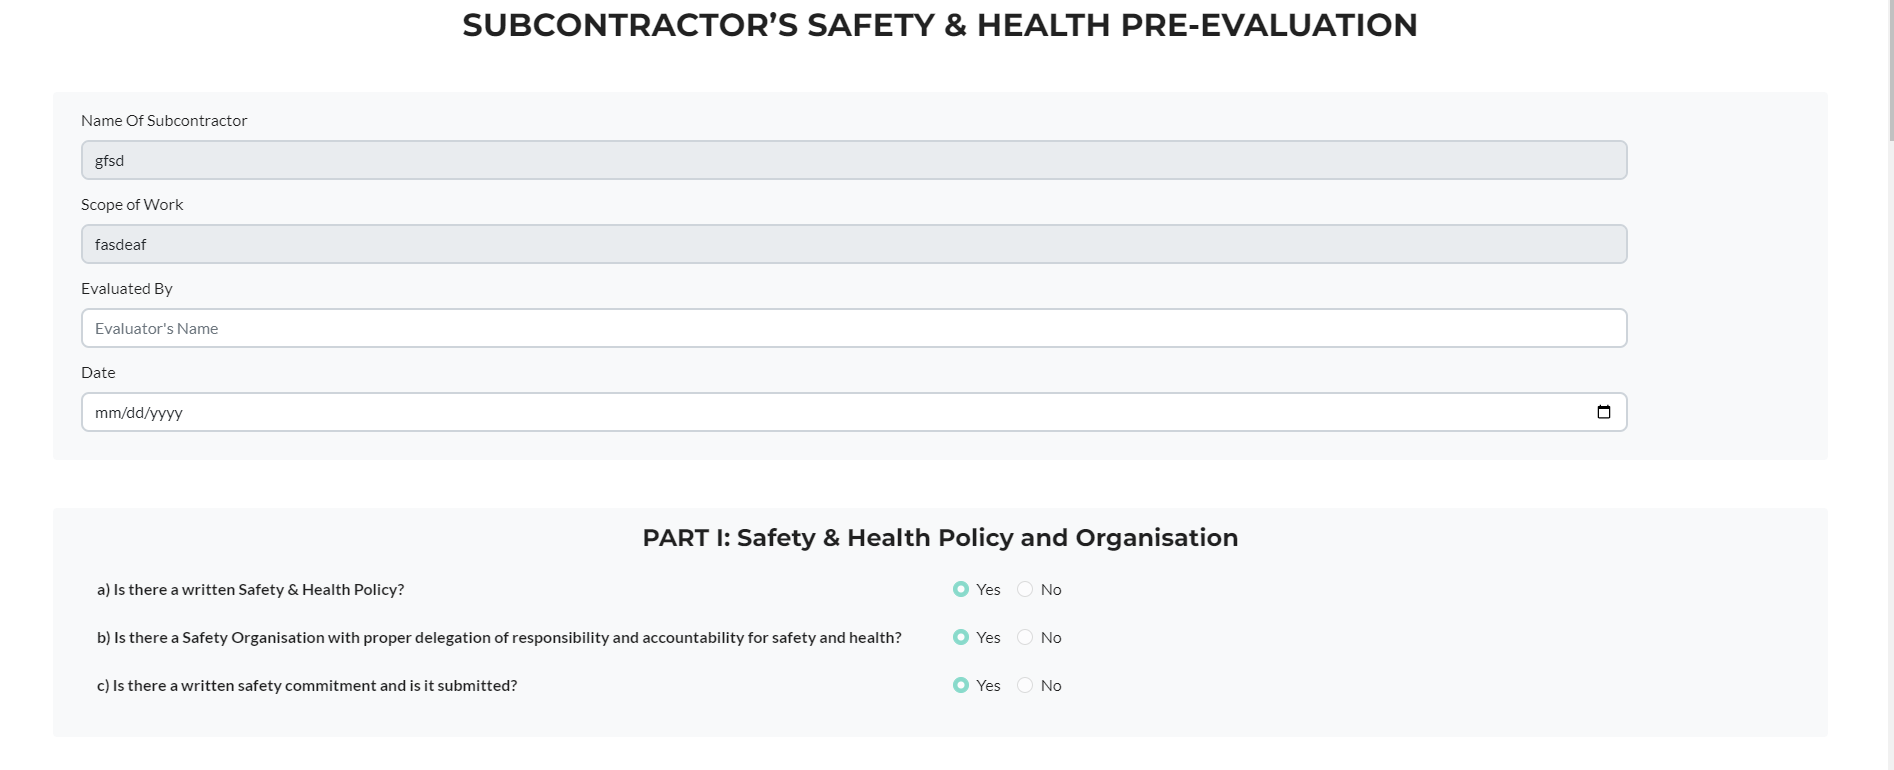 SUBCONTRACTOR’S SAFETY & HEALTH PRE-EVALUATION
Name Of Subcontractor
gfsd
Scope of Work
fasdeaf
Evaluated By
Evaluator's Name
Date
mm/dd/yyyy
PART I: Safety & Health Policy and Organisation
a) Is there a written Safety & Health Policy? Yes No
b) Is there a Safety Organisation with proper delegation of responsibility and accountability for safety and health? Yes No
c) Is there a written safety commitment and is it submitted? Yes No